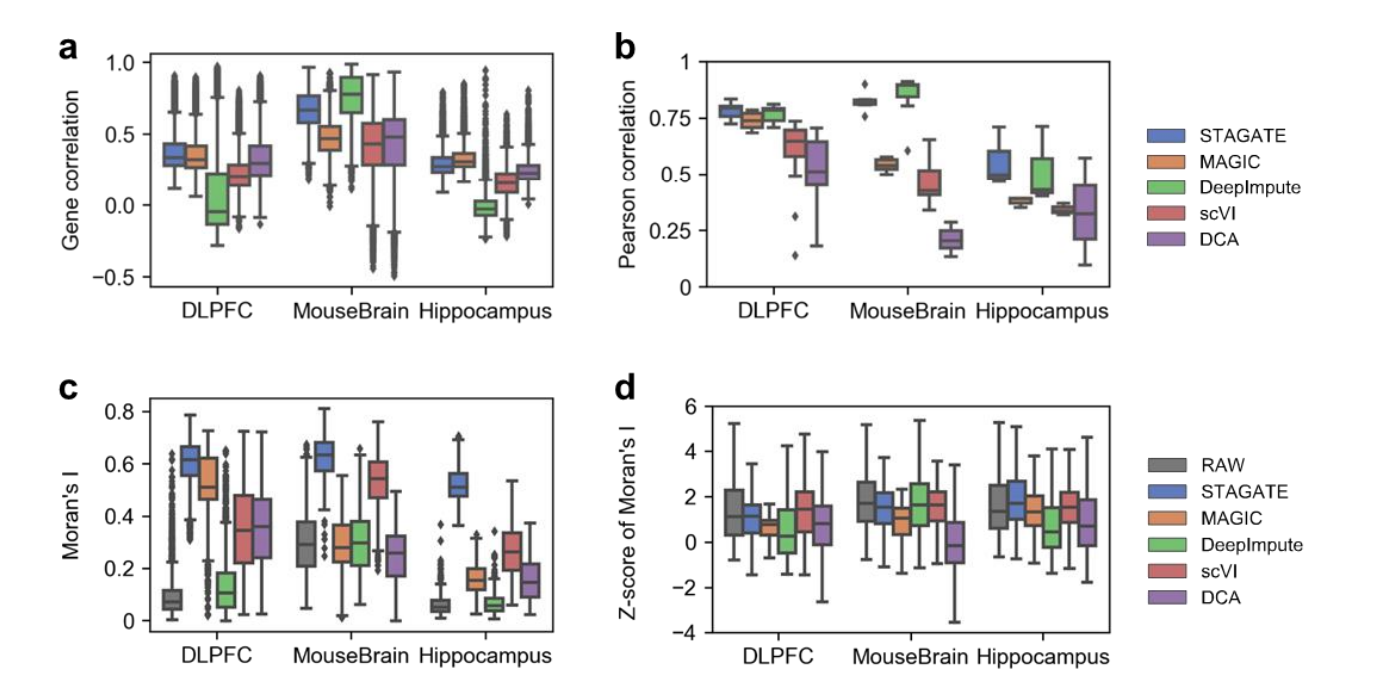 a
Gene correlation
1.0
0.5
0.0
−0.5
DLPFC MouseBrain Hippocampus
b
Pearson correlation
1
0.75
0.5
0.25
0
DLPFC MouseBrain Hippocampus
STAGATE
MAGIC
DeepImpute
scVI
DCA
c
Moran's I
0.8
0.6
0.4
0.2
0
DLPFC MouseBrain Hippocampus
d
Z-score of Moran's I
6
4
2
0
−2
−4
DLPFC MouseBrain Hippocampus
RAW
STAGATE
MAGIC
DeepImpute
scVI
DCA